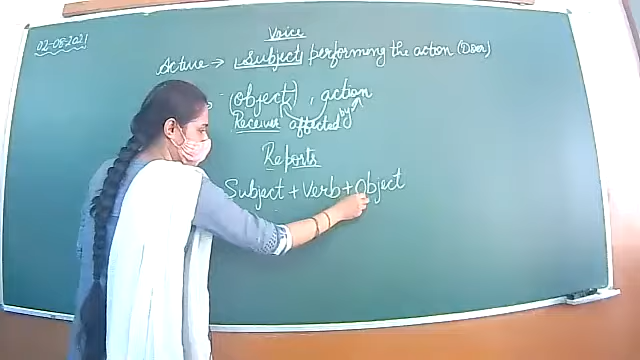 Voice
02-08-2021
Active → Subject performing the action (Doer)
(object), action
Receiver affected by
Reports
Subject + Verb + Object